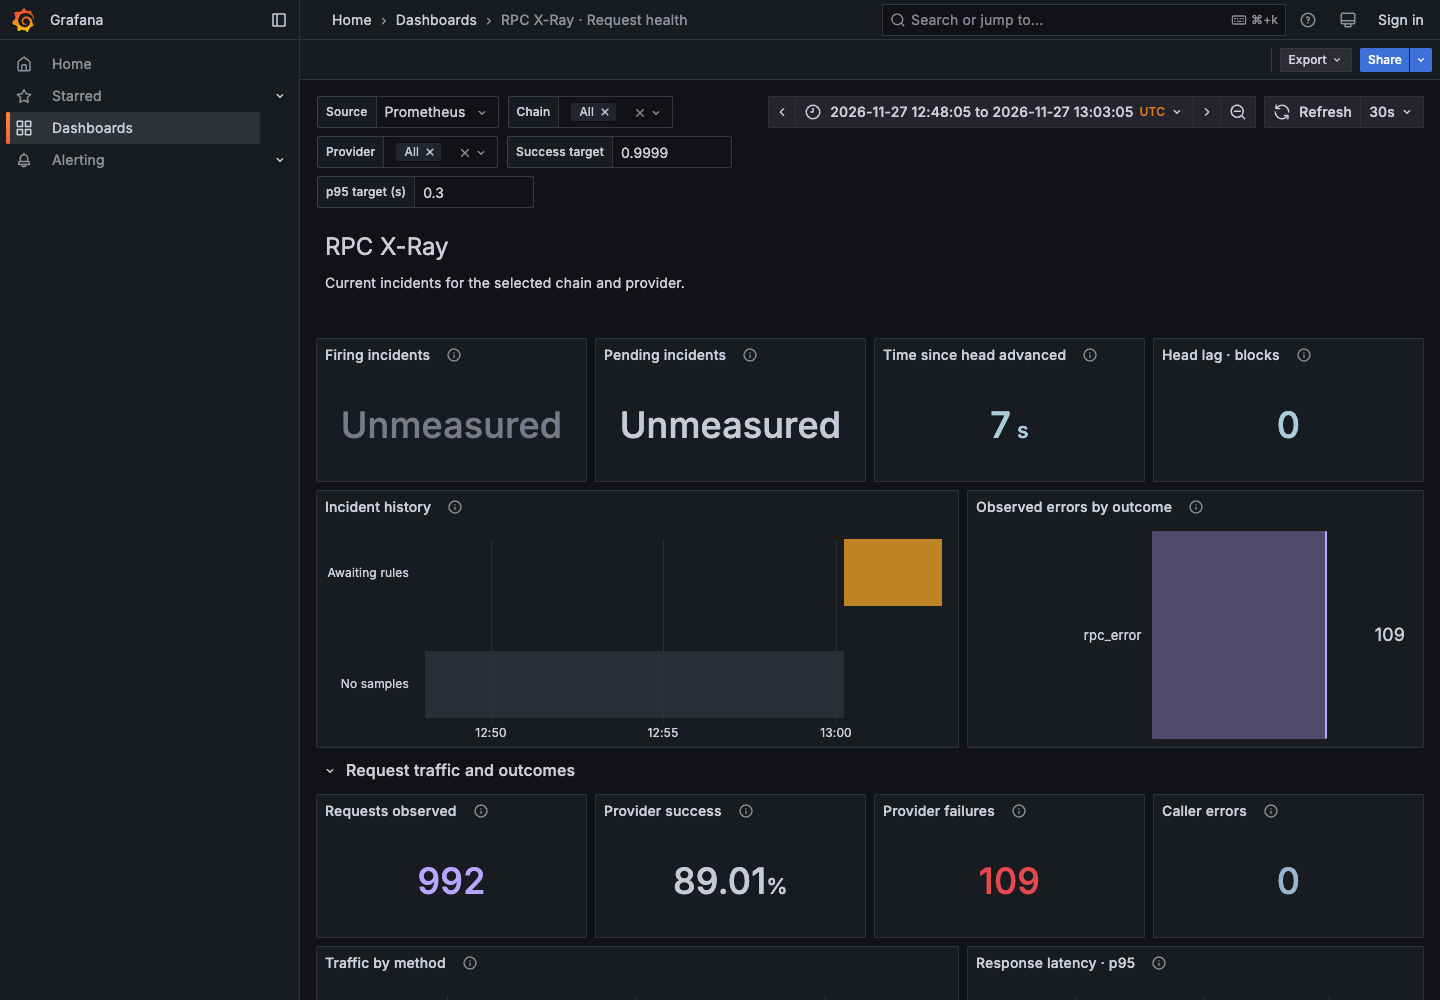 Grafana
Home › Dashboards › RPC X-Ray · Request health
Search or jump to... ⌘+k
Sign in
Home
Starred
Dashboards
Alerting
Export
Share
Source Prometheus
Chain All
2026-11-27 12:48:05 to 2026-11-27 13:03:05 UTC
Refresh 30s
Provider All
Success target 0.9999
p95 target (s) 0.3
RPC X-Ray
Current incidents for the selected chain and provider.
Firing incidents
Unmeasured
Pending incidents
Unmeasured
Time since head advanced
7 s
Head lag · blocks
0
Incident history
Awaiting rules
No samples
12:50 12:55 13:00
Observed errors by outcome
rpc_error 109
Request traffic and outcomes
Requests observed
992
Provider success
89.01%
Provider failures
109
Caller errors
0
Traffic by method
Response latency · p95